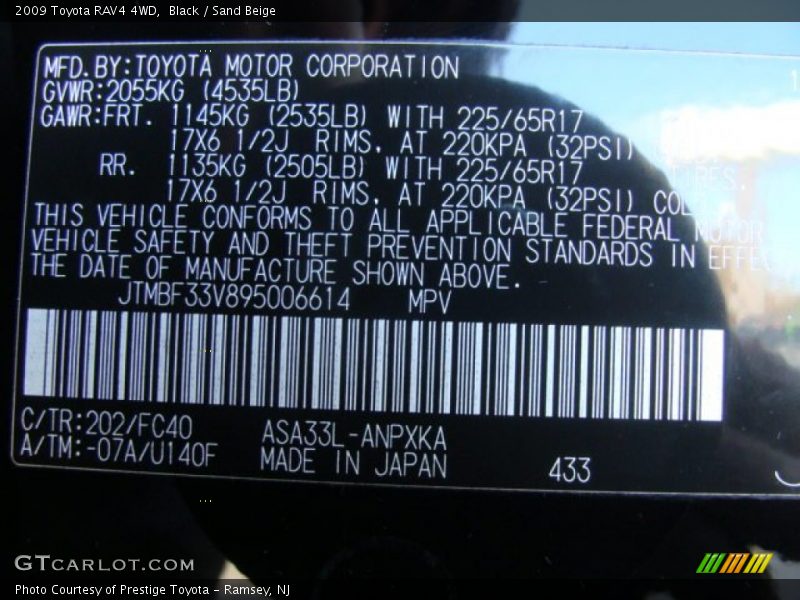 2009 Toyota RAV4 4WD,  Black / Sand Beige
MFD.BY:TOYOTA MOTOR CORPORATION
GVWR:2055KG (4535LB)
GAWR:FRT. 1145KG (2535LB) WITH 225/65R17
17X6 1/2J RIMS, AT 220KPA (32PSI)
RR. 1135KG (2505LB) WITH 225/65R17
17X6 1/2J RIMS, AT 220KPA (32PSI)
THIS VEHICLE CONFORMS TO ALL APPLICABLE FEDERAL MOTOR
VEHICLE SAFETY AND THEFT PREVENTION STANDARDS IN
THE DATE OF MANUFACTURE SHOWN ABOVE.
JTMBF33V895006614 MPV
C/TR:202/FC40 ASA33L-ANPXKA
A/TM:-07A/U140F MADE IN JAPAN 433
GTCARLOT.COM
Photo Courtesy of Prestige Toyota - Ramsey, NJ